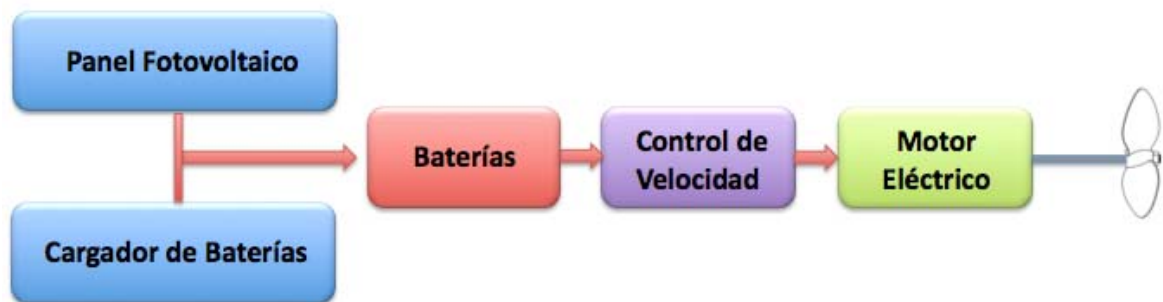 Panel Fotovoltaico
Cargador de Baterías
Baterías
Control de
Velocidad
Motor
Eléctrico